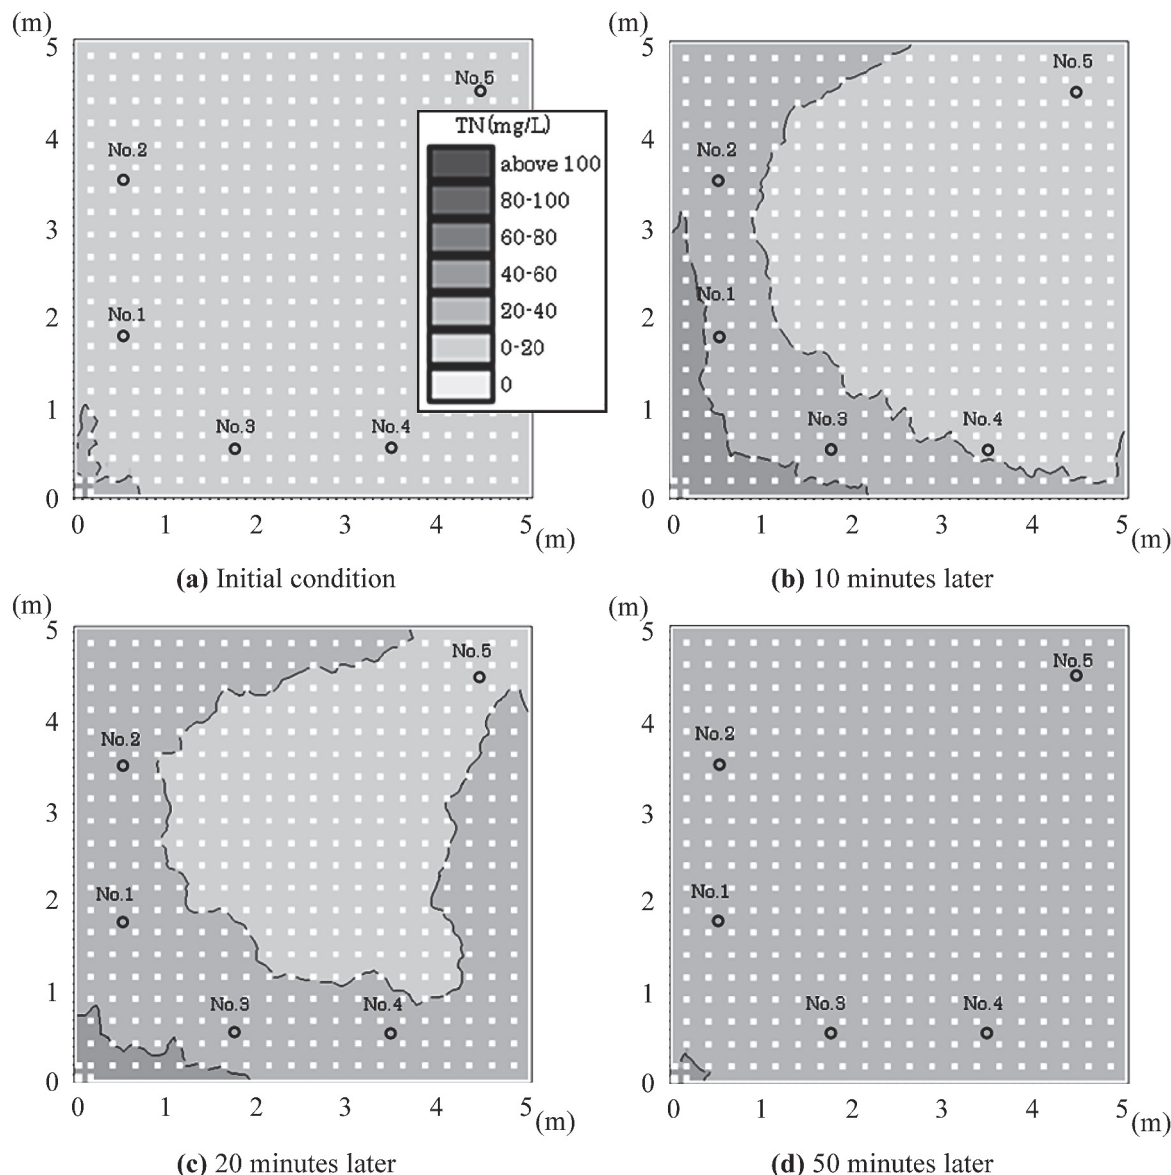 (m)
5
4
3
2
1
0
0 1 2 3 4 5 (m)
No.5
No.2
No.1
No.3 No.4
TN(mg/L)
above 100
80-100
60-80
40-60
20-40
0-20
0
(a) Initial condition
5
4
3
2
1
0
0 1 2 3 4 5 (m)
No.5
No.2
No.1
No.3 No.4
(b) 10 minutes later
(m)
5
4
3
2
1
0
0 1 2 3 4 5 (m)
No.5
No.2
No.1
No.3 No.4
(c) 20 minutes later
(m)
5
4
3
2
1
0
0 1 2 3 4 5 (m)
No.5
No.2
No.1
No.3 No.4
(d) 50 minutes later